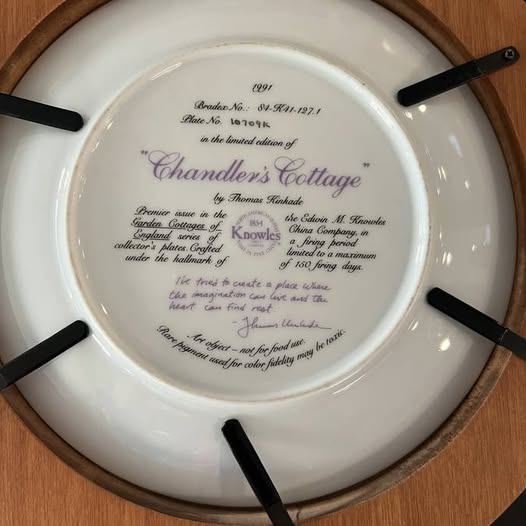 1991
Bradex No.: 84-K41-127.1
Plate No. 10709K
in the limited edition of
"Chandler's Cottage"
by Thomas Kinkade
Premier issue in the
Garden Cottages of
England series of
collector's plates. Crafted
under the hallmark of
1854
Knowles
the Edwin M. Knowles
China Company, in
a firing period
limited to a maximum
of 150 firing days.
I've tried to create a place where
the imagination can live and the
heart can find rest.
- Thomas Kinkade
Art object – not for food use.
Rare pigment used for color fidelity may be toxic.